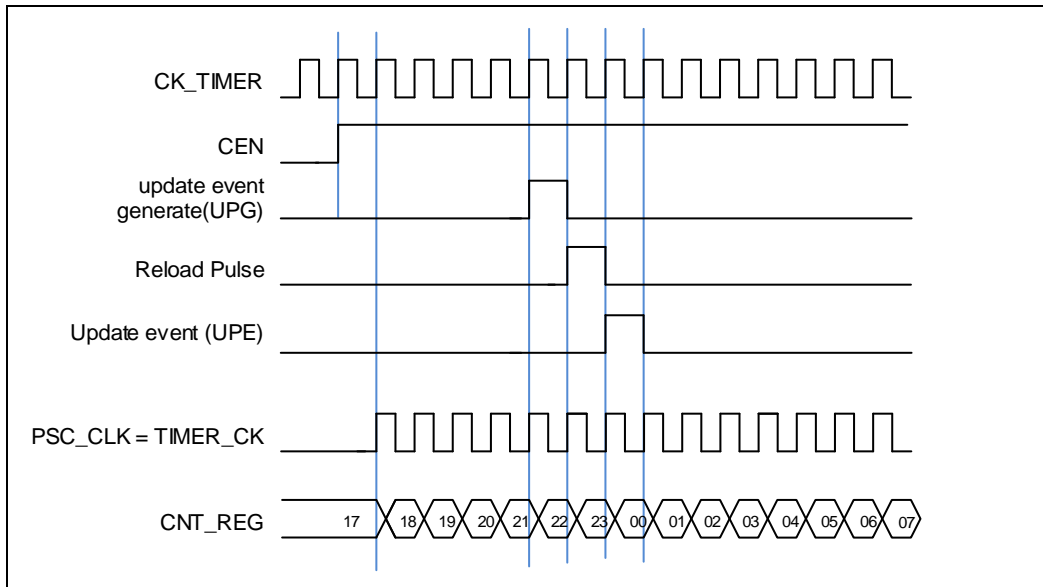 CK_TIMER
CEN
update event
generate(UPG)
Reload Pulse
Update event (UPE)
PSC_CLK = TIMER_CK
CNT_REG 17 18 19 20 21 22 23 00 01 02 03 04 05 06 07